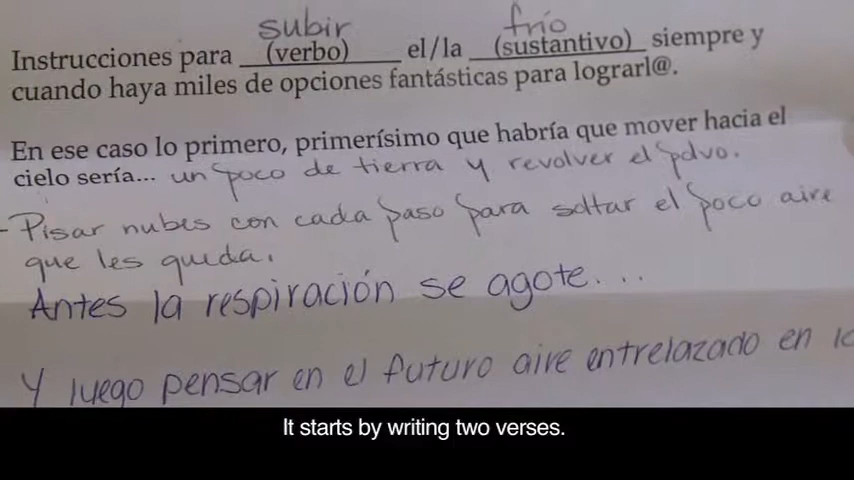 subir frío
Instrucciones para (verbo) el/la (sustantivo) siempre y
cuando haya miles de opciones fantásticas para lograrl@.
En ese caso lo primero, primerísimo que habría que mover hacia el
cielo sería... un poco de tierra y revolver el polvo.
- Pisar nubes con cada paso para soltar el poco aire
que les queda.
Antes la respiración se agote....
Y luego pensar en el futuro aire entrelazado en
It starts by writing two verses.